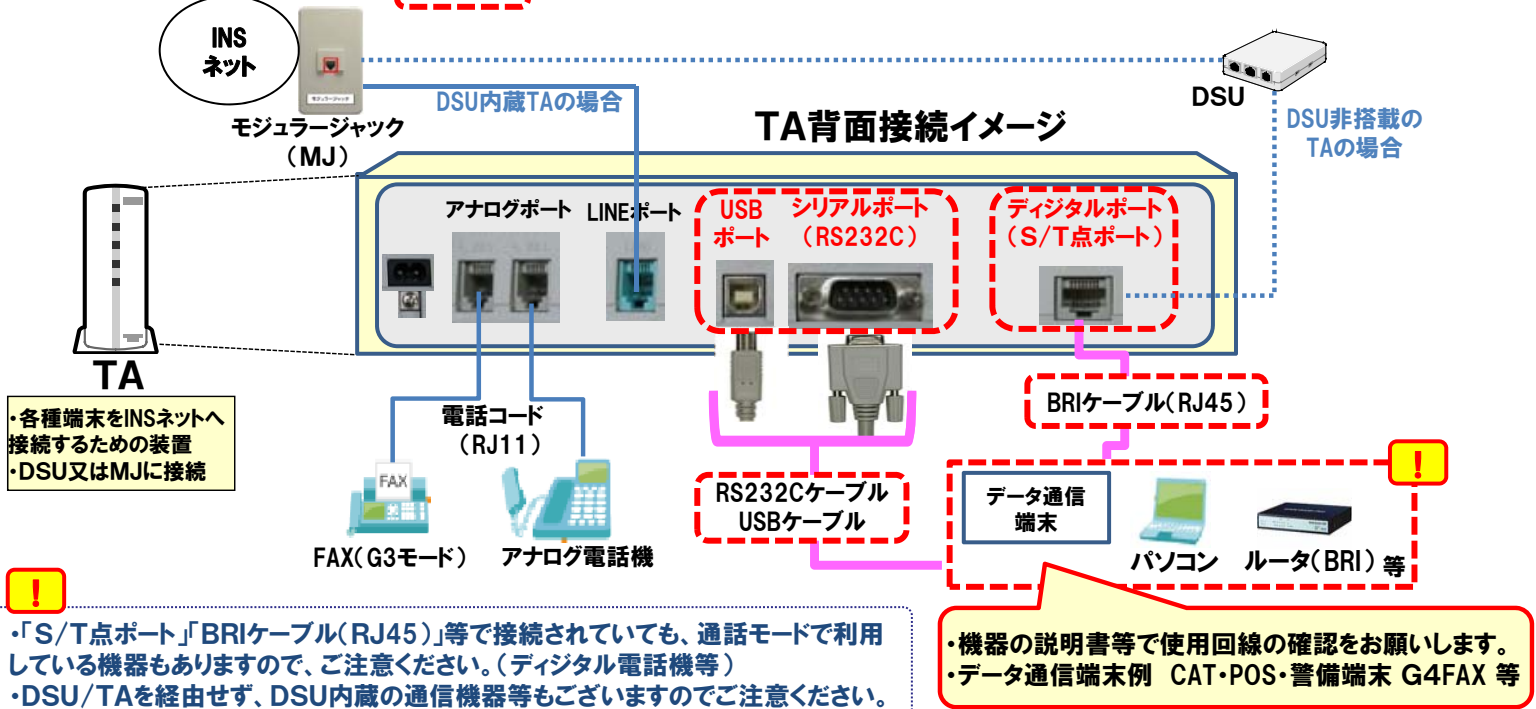 INS
ネット
モジュラージャック
モジュラージャック
（MJ）
DSU内蔵TAの場合
DSU
DSU非搭載の
TAの場合
TA背面接続イメージ
アナログポート
LINEポート
USB
ポート
シリアルポート
（RS232C）
ディジタルポート
（S/T点ポート）
TA
・各種端末をINSネットへ
接続するための装置
・DSU又はMJに接続
電話コード
（RJ11）
FAX
FAX（G3モード）
アナログ電話機
RS232Cケーブル
USBケーブル
BRIケーブル（RJ45）
!
データ通信
端末
パソコン
ルータ（BRI）等
!
・「S/T点ポート」「BRIケーブル（RJ45）」等で接続されていても、通話モードで利用
している機器もありますので、ご注意ください。（ディジタル電話機等）
・DSU/TAを経由せず、DSU内蔵の通信機器等もございますのでご注意ください。
・機器の説明書等で使用回線の確認をお願いします。
・データ通信端末例　CAT・POS・警備端末 G4FAX 等